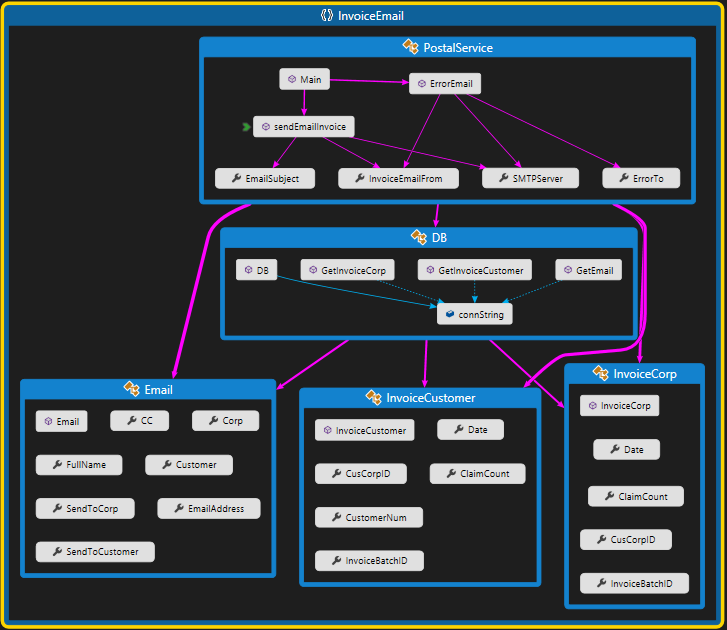 InvoiceEmail
PostalService
Main
ErrorEmail
sendEmailInvoice
EmailSubject
InvoiceEmailFrom
SMTPServer
ErrorTo
DB
DB
GetInvoiceCorp
GetInvoiceCustomer
GetEmail
connString
Email
Email
CC
Corp
FullName
Customer
SendToCorp
EmailAddress
SendToCustomer
InvoiceCustomer
InvoiceCustomer
Date
CusCorpID
ClaimCount
CustomerNum
InvoiceBatchID
InvoiceCorp
InvoiceCorp
Date
ClaimCount
CusCorpID
InvoiceBatchID